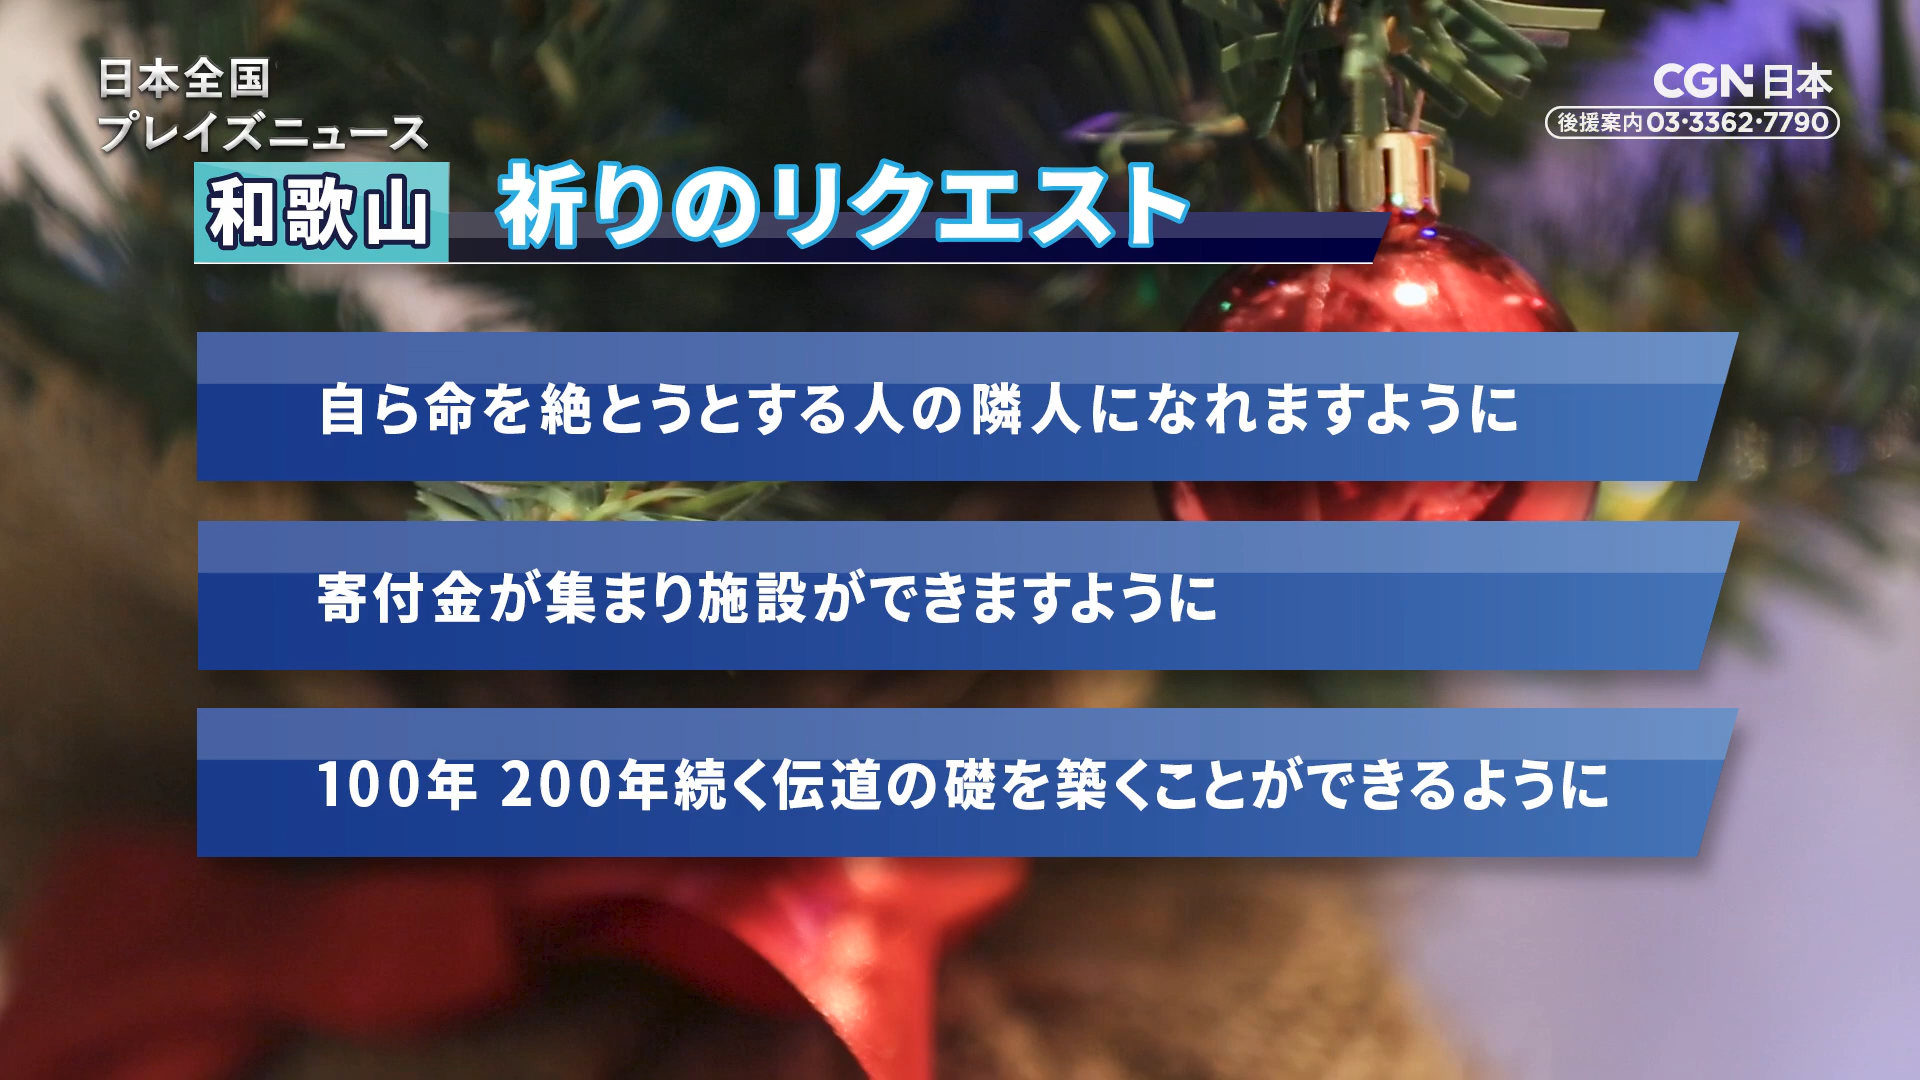 日本全国
プレイズニュース
CGN日本
後援案内 03・3362・7790
和歌山 祈りのリクエスト
自ら命を絶とうとする人の隣人になれますように
寄付金が集まり施設ができますように
100年 200年続く伝道の礎を築くことができるように